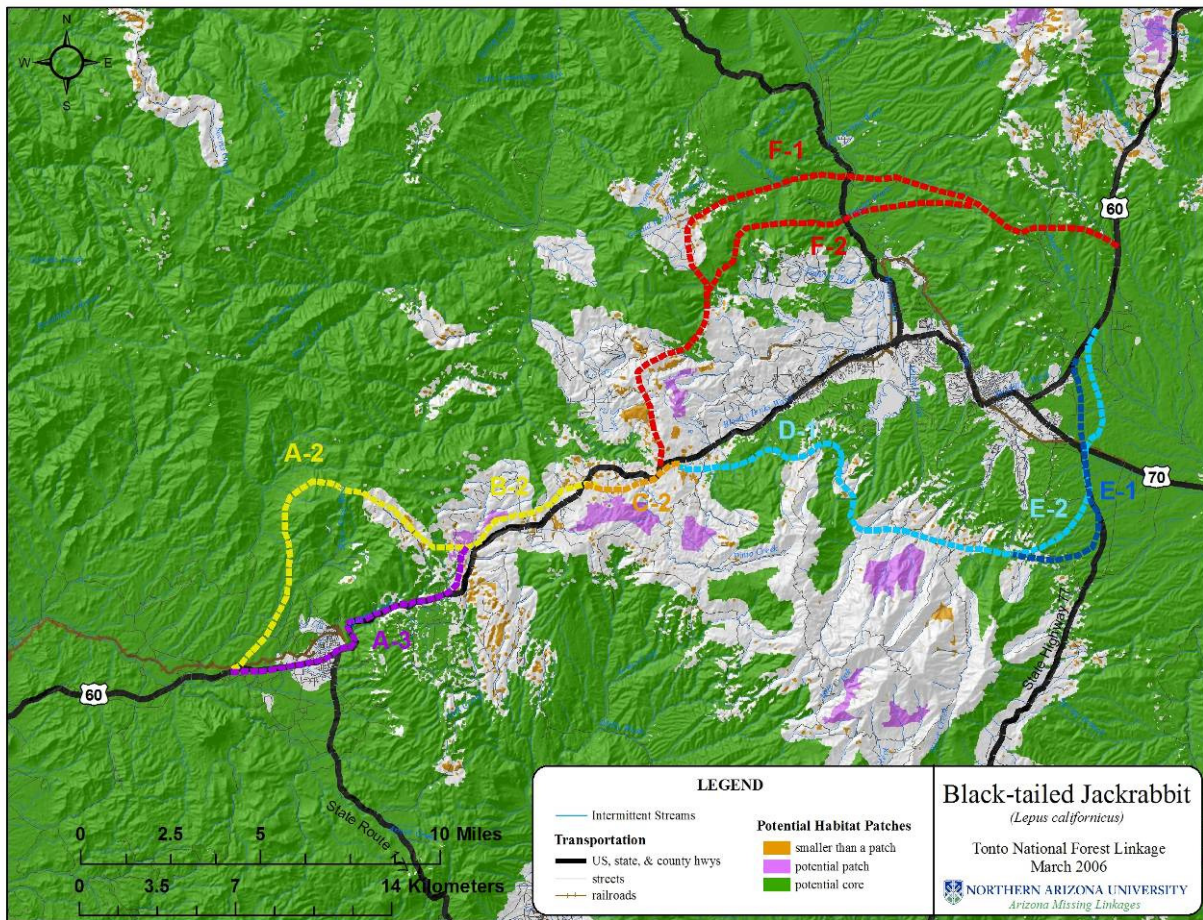 N
W
E
S
F-1
F-2
60
A-2
B-2
C-2
D-1
E-2
E-1
70
A-3
60
State Highway 77
State Route 177
0 2.5 5 10 Miles
0 3.5 7 14 Kilometers
LEGEND
Intermittent Streams
Transportation
US, state, & county hwys
streets
railroads
Potential Habitat Patches
smaller than a patch
potential patch
potential core
Black-tailed Jackrabbit
(Lepus californicus)
Tonto National Forest Linkage
March 2006
NORTHERN ARIZONA UNIVERSITY
Arizona Missing Linkages